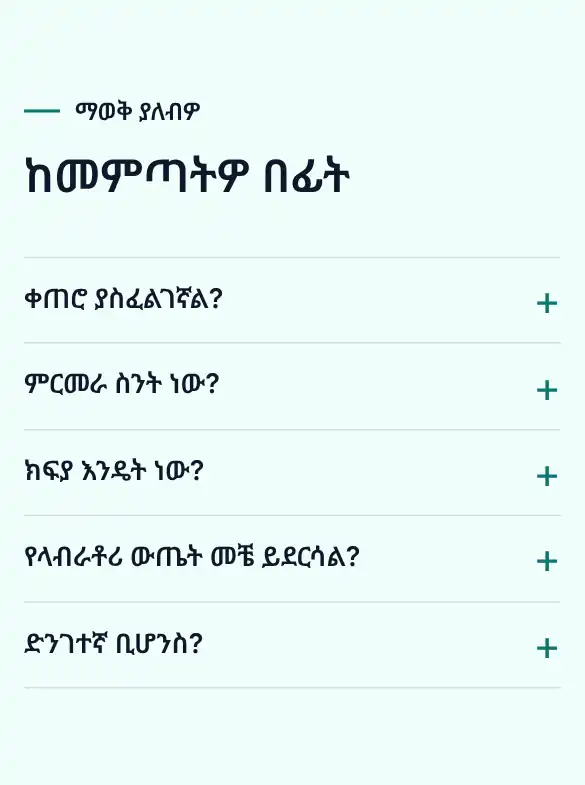 ማወቅ ያለብዎ
ከመምጣትዎ በፊት
ቀጠሮ ያስፈልገኛል?
ምርመራ ስንት ነው?
ክፍያ እንዴት ነው?
የላብራቶሪ ውጤት መቼ ይደርሳል?
ድንገተኛ ቢሆንስ?